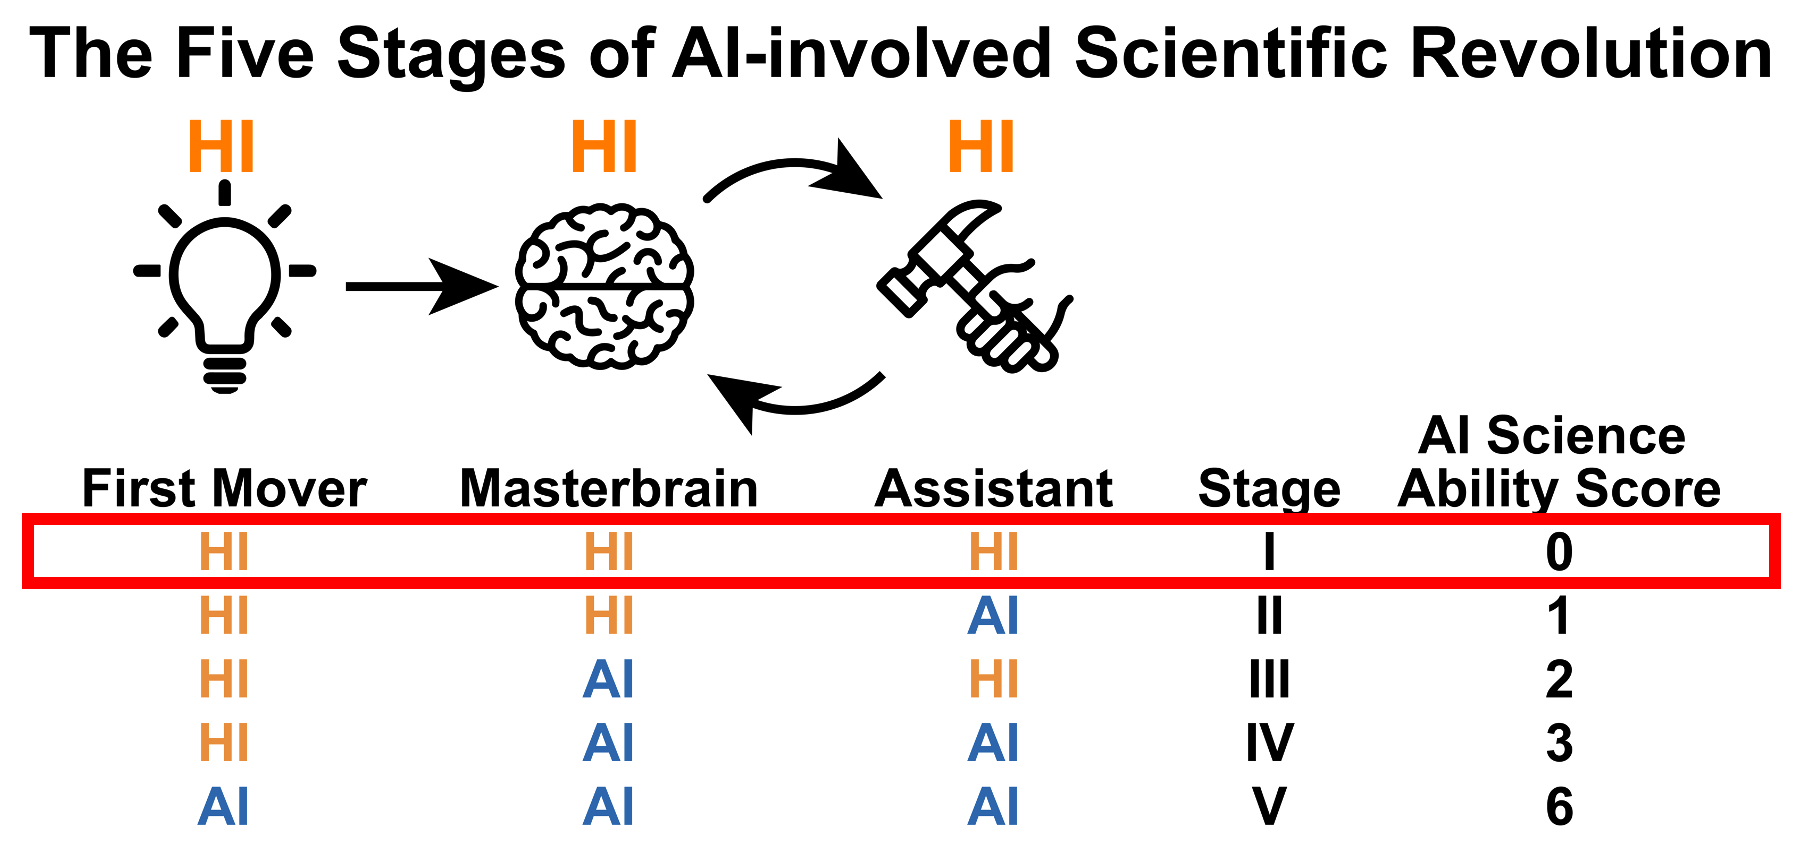 The Five Stages of AI-involved Scientific Revolution
HI HI HI
First Mover Masterbrain Assistant Stage AI Science Ability Score
HI HI HI I 0
HI HI AI II 1
HI AI HI III 2
HI AI AI IV 3
AI AI AI V 6